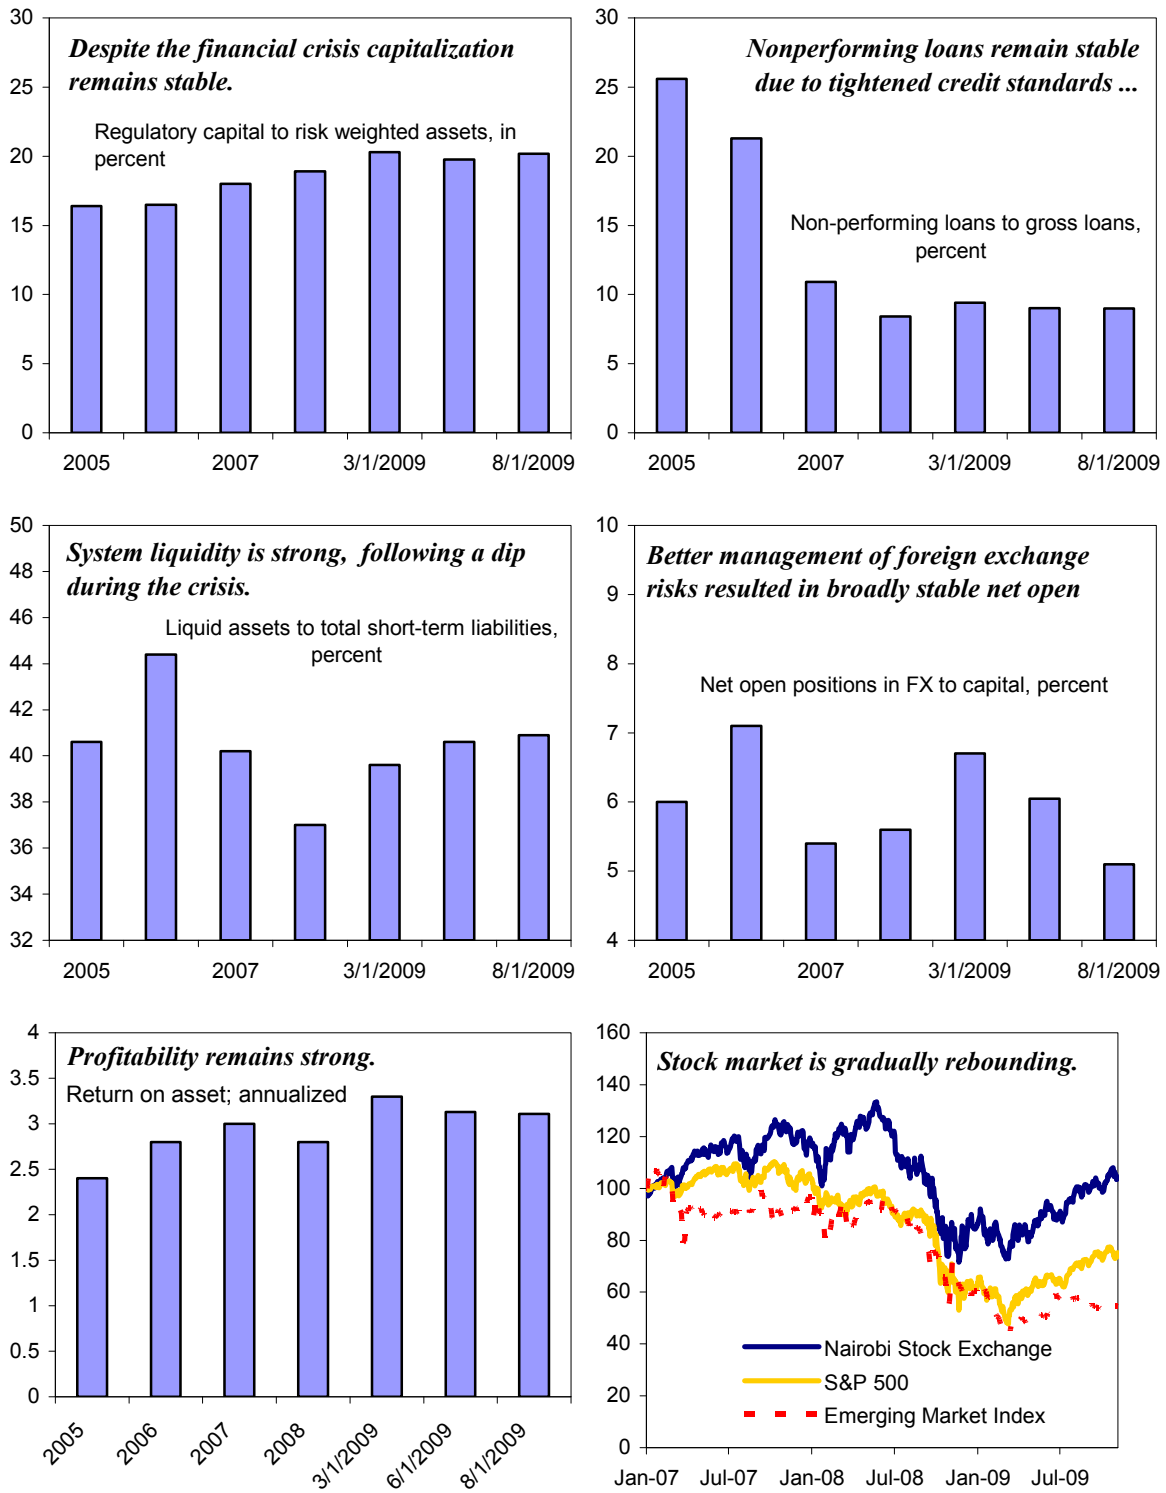 30
25
20
15
10
5
0
Despite the financial crisis capitalization
remains stable.
Regulatory capital to risk weighted assets, in
percent
2005 2007 3/1/2009 8/1/2009
30
25
20
15
10
5
0
Nonperforming loans remain stable
due to tightened credit standards ...
Non-performing loans to gross loans,
percent
2005 2007 3/1/2009 8/1/2009
50
48
46
44
42
40
38
36
34
32
System liquidity is strong, following a dip
during the crisis.
Liquid assets to total short-term liabilities,
percent
2005 2007 3/1/2009 8/1/2009
10
9
8
7
6
5
4
Better management of foreign exchange
risks resulted in broadly stable net open
Net open positions in FX to capital, percent
2005 2007 3/1/2009 8/1/2009
4
3.5
3
2.5
2
1.5
1
0.5
0
Profitability remains strong.
Return on asset; annualized
2005 2006 2007 2008 3/1/2009 6/1/2009 8/1/2009
160
140
120
100
80
60
40
20
0
Stock market is gradually rebounding.
Nairobi Stock Exchange
S&P 500
Emerging Market Index
Jan-07 Jul-07 Jan-08 Jul-08 Jan-09 Jul-09